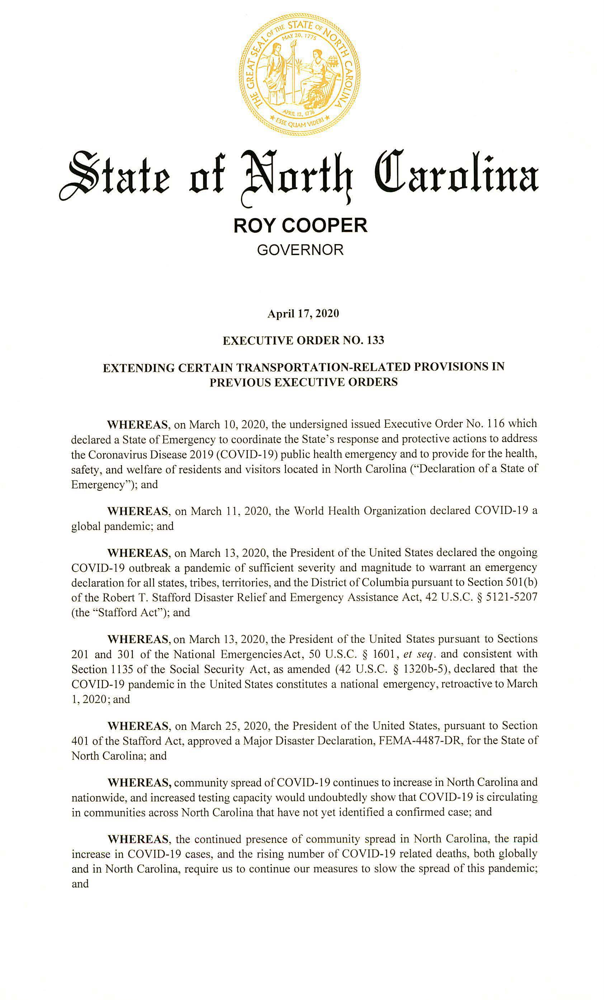 THE GREAT SEAL OF THE STATE OF NORTH CAROLINA
MAY 20, 1775
APRIL 12, 1776
★ ESSE QUAM VIDERI ★
State of North Carolina
ROY COOPER
GOVERNOR
April 17, 2020
EXECUTIVE ORDER NO. 133
EXTENDING CERTAIN TRANSPORTATION-RELATED PROVISIONS IN
PREVIOUS EXECUTIVE ORDERS
WHEREAS, on March 10, 2020, the undersigned issued Executive Order No. 116 which
declared a State of Emergency to coordinate the State's response and protective actions to address
the Coronavirus Disease 2019 (COVID-19) public health emergency and to provide for the health,
safety, and welfare of residents and visitors located in North Carolina (“Declaration of a State of
Emergency”); and
WHEREAS, on March 11, 2020, the World Health Organization declared COVID-19 a
global pandemic; and
WHEREAS, on March 13, 2020, the President of the United States declared the ongoing
COVID-19 outbreak a pandemic of sufficient severity and magnitude to warrant an emergency
declaration for all states, tribes, territories, and the District of Columbia pursuant to Section 501(b)
of the Robert T. Stafford Disaster Relief and Emergency Assistance Act, 42 U.S.C. § 5121-5207
(the “Stafford Act”); and
WHEREAS, on March 13, 2020, the President of the United States pursuant to Sections
201 and 301 of the National Emergencies Act, 50 U.S.C. § 1601, et seq. and consistent with
Section 1135 of the Social Security Act, as amended (42 U.S.C. § 1320b-5), declared that the
COVID-19 pandemic in the United States constitutes a national emergency, retroactive to March
1, 2020; and
WHEREAS, on March 25, 2020, the President of the United States, pursuant to Section
401 of the Stafford Act, approved a Major Disaster Declaration, FEMA-4487-DR, for the State of
North Carolina; and
WHEREAS, community spread of COVID-19 continues to increase in North Carolina and
nationwide, and increased testing capacity would undoubtedly show that COVID-19 is circulating
in communities across North Carolina that have not yet identified a confirmed case; and
WHEREAS, the continued presence of community spread in North Carolina, the rapid
increase in COVID-19 cases, and the rising number of COVID-19 related deaths, both globally
and in North Carolina, require us to continue our measures to slow the spread of this pandemic;
and